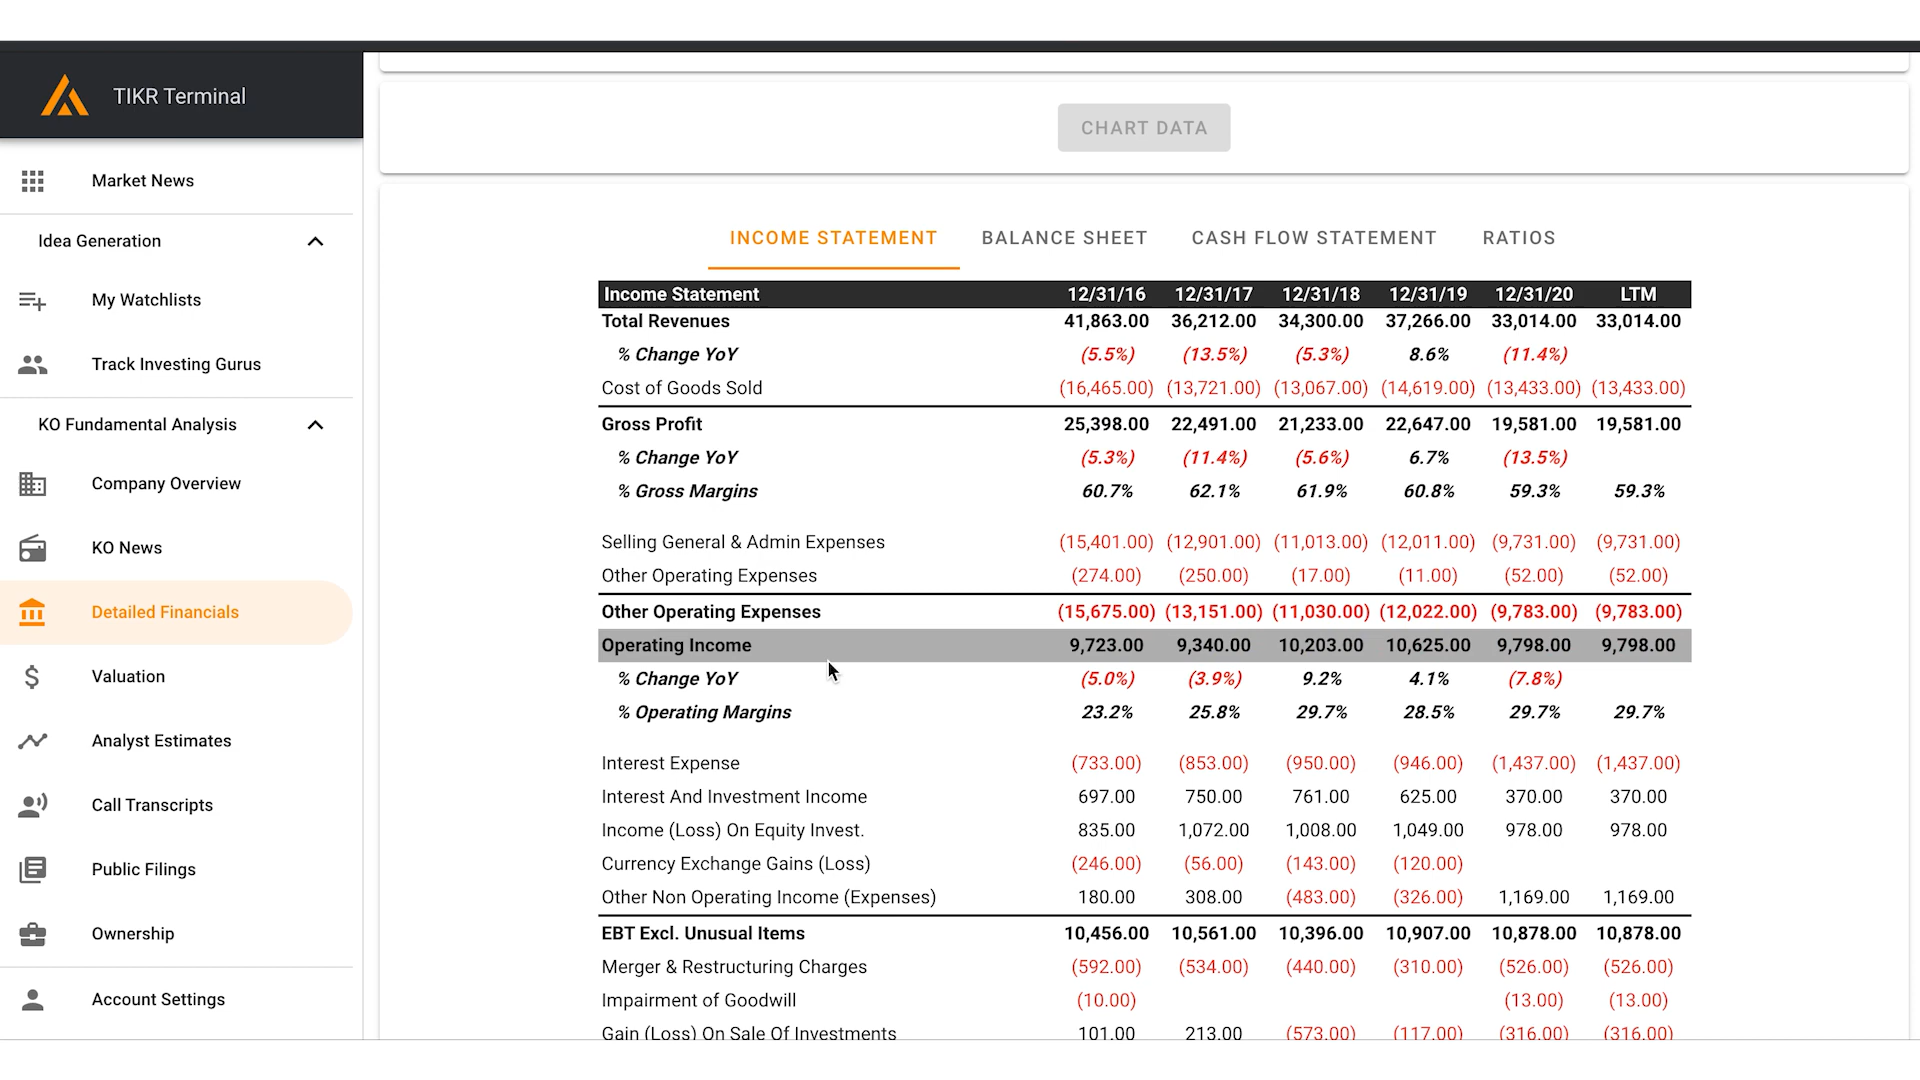 TIKR Terminal
Market News
Idea Generation
My Watchlists
Track Investing Gurus
KO Fundamental Analysis
Company Overview
KO News
Detailed Financials
Valuation
Analyst Estimates
Call Transcripts
Public Filings
Ownership
Account Settings
CHART DATA
INCOME STATEMENT BALANCE SHEET CASH FLOW STATEMENT RATIOS
Income Statement 12/31/16 12/31/17 12/31/18 12/31/19 12/31/20 LTM
Total Revenues 41,863.00 36,212.00 34,300.00 37,266.00 33,014.00 33,014.00
% Change YoY (5.5%) (13.5%) (5.3%) 8.6% (11.4%)
Cost of Goods Sold (16,465.00) (13,721.00) (13,067.00) (14,619.00) (13,433.00) (13,433.00)
Gross Profit 25,398.00 22,491.00 21,233.00 22,647.00 19,581.00 19,581.00
% Change YoY (5.3%) (11.4%) (5.6%) 6.7% (13.5%)
% Gross Margins 60.7% 62.1% 61.9% 60.8% 59.3% 59.3%
Selling General & Admin Expenses (15,401.00) (12,901.00) (11,013.00) (12,011.00) (9,731.00) (9,731.00)
Other Operating Expenses (274.00) (250.00) (17.00) (11.00) (52.00) (52.00)
Other Operating Expenses (15,675.00) (13,151.00) (11,030.00) (12,022.00) (9,783.00) (9,783.00)
Operating Income 9,723.00 9,340.00 10,203.00 10,625.00 9,798.00 9,798.00
% Change YoY (5.0%) (3.9%) 9.2% 4.1% (7.8%)
% Operating Margins 23.2% 25.8% 29.7% 28.5% 29.7% 29.7%
Interest Expense (733.00) (853.00) (950.00) (946.00) (1,437.00) (1,437.00)
Interest And Investment Income 697.00 750.00 761.00 625.00 370.00 370.00
Income (Loss) On Equity Invest. 835.00 1,072.00 1,008.00 1,049.00 978.00 978.00
Currency Exchange Gains (Loss) (246.00) (56.00) (143.00) (120.00)
Other Non Operating Income (Expenses) 180.00 308.00 (483.00) (326.00) 1,169.00 1,169.00
EBT Excl. Unusual Items 10,456.00 10,561.00 10,396.00 10,907.00 10,878.00 10,878.00
Merger & Restructuring Charges (592.00) (534.00) (440.00) (310.00) (526.00) (526.00)
Impairment of Goodwill (10.00) (13.00) (13.00)
Gain (Loss) On Sale Of Investments 101.00 213.00 (573.00) (117.00) (316.00) (316.00)